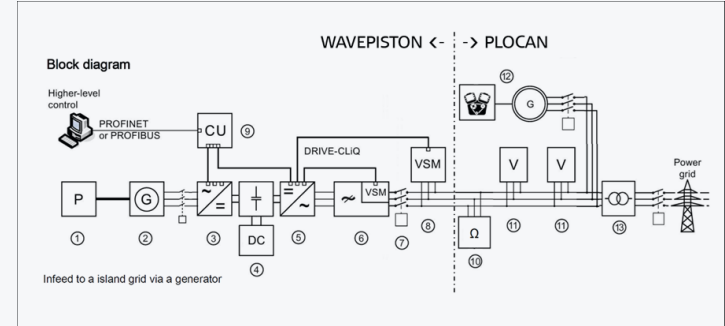 WAVEPISTON <- -> PLOCAN
Block diagram
Higher-level
control
PROFINET
or PROFIBUS
CU
9
12
G
DRIVE-CLiQ
VSM
V
V
Power
grid
P
G
~
=
=
~
~
VSM
DC
Ω
1
2
3
4
5
6
7
8
10
11
11
13
Infeed to a island grid via a generator